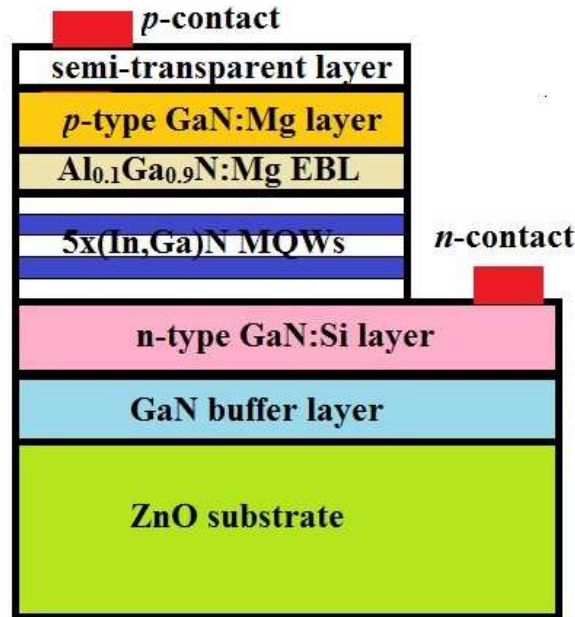 p-contact
semi-transparent layer
p-type GaN:Mg layer
Al₀.₁Ga₀.₉N:Mg EBL
5x(In,Ga)N MQWs
n-contact
n-type GaN:Si layer
GaN buffer layer
ZnO substrate